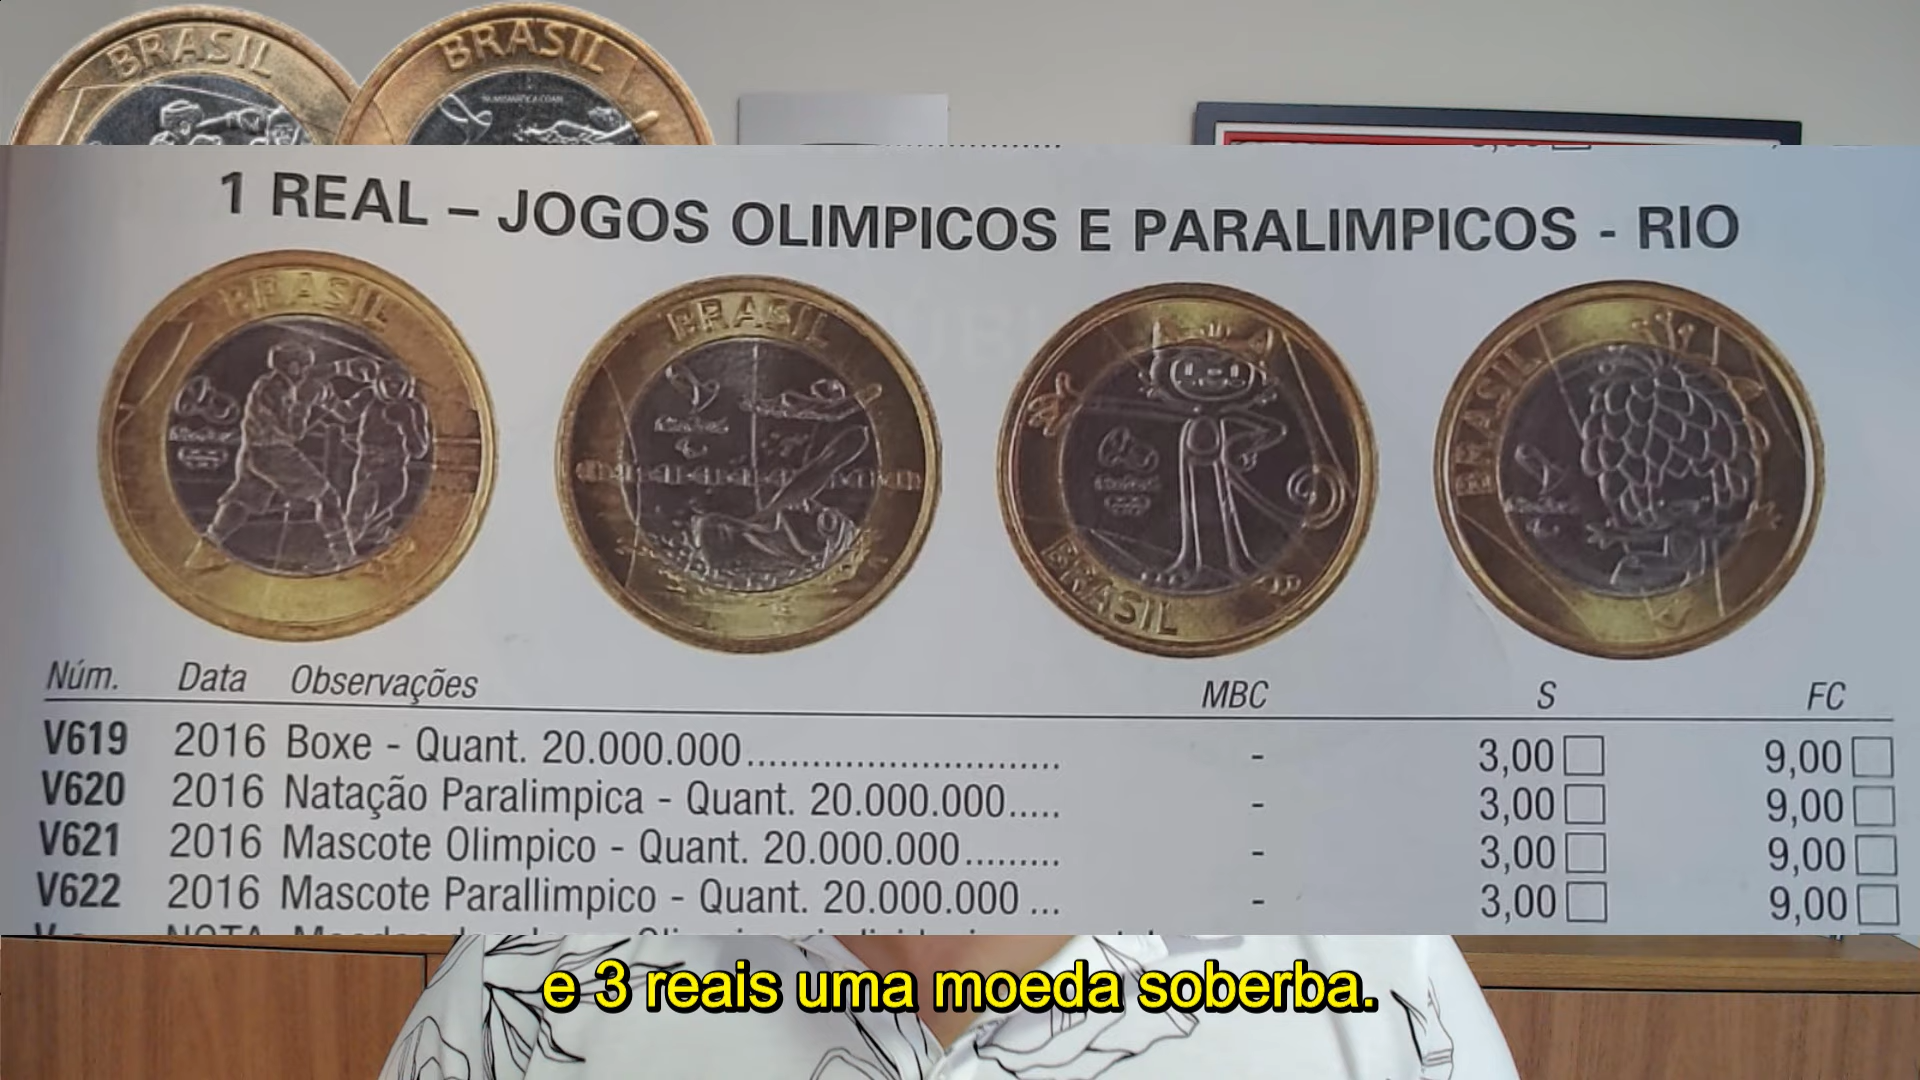 BRASIL
BRASIL
1 REAL – JOGOS OLIMPICOS E PARALIMPICOS - RIO
BRASIL
BRASIL
BRASIL
BRASIL
Núm. Data Observações MBC S FC
V619 2016 Boxe - Quant. 20.000.000............................. - 3,00 9,00
V620 2016 Natação Paralimpica - Quant. 20.000.000..... - 3,00 9,00
V621 2016 Mascote Olimpico - Quant. 20.000.000......... - 3,00 9,00
V622 2016 Mascote Parallimpico - Quant. 20.000.000 ... - 3,00 9,00
e 3 reais uma moeda soberba.